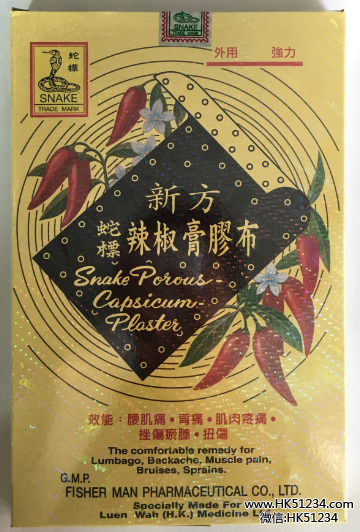 外用 強力
蛇標
SNAKE
TRADE MARK
新方
蛇標 辣椒膏膠布
Snake Porous-
Capsicum-
Plaster
效能：腰肌痛·背痛·肌肉疼痛·
挫傷瘀腫·扭傷
The comfortable remedy for
Lumbago, Backache, Muscle pain,
Bruises, Sprains.
G.M.P.
FISHER MAN PHARMACEUTICAL CO., LTD.
Specially Made For
Luen Wah (H.K.) Medicine
www.HK51234.com
微信:HK51234